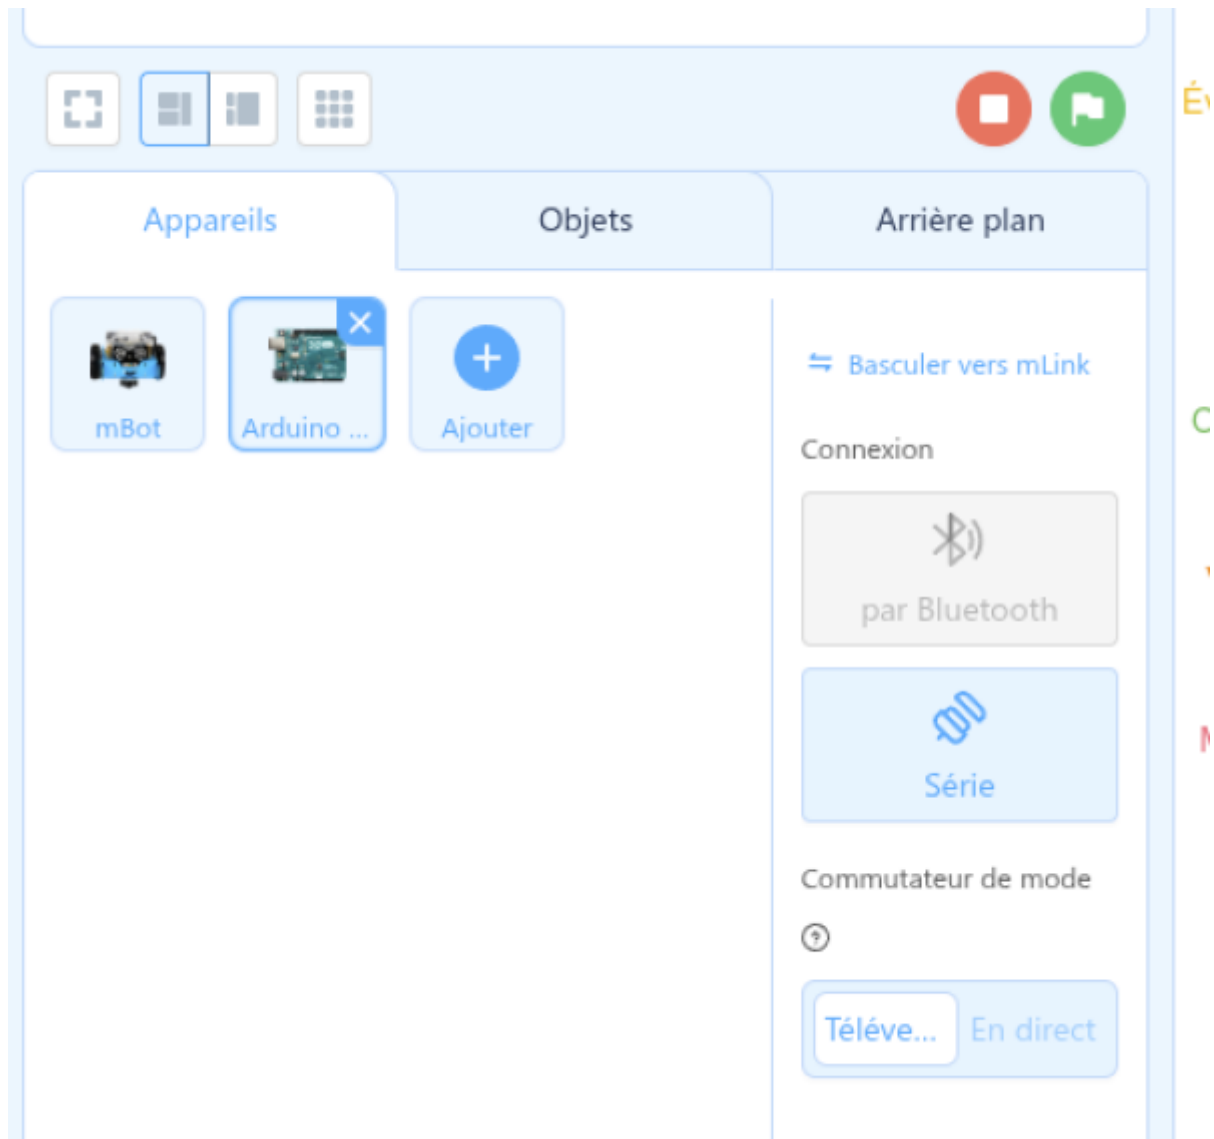 Appareils
Objets
Arrière plan
mBot
Arduino ...
Ajouter
Basculer vers mLink
Connexion
par Bluetooth
Série
Commutateur de mode
?
Téléve...
En direct